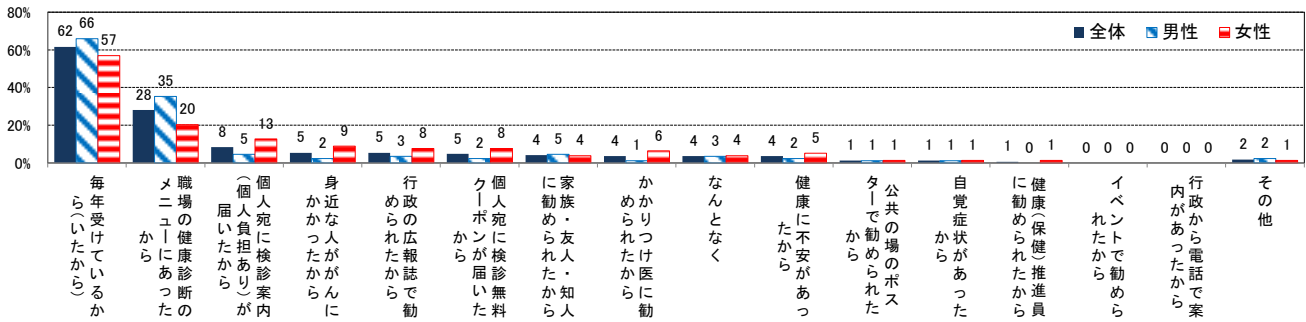 80%
60%
40%
20%
0%
全体 男性 女性
62 66 57
28 35 20
8 5 13
5 2 9
5 3 8
5 2 8
4 5 4
4 1 6
4 3 4
4 2 5
1 1 1
1 1 1
1 0 1
0 0 0
0 0 0
2 2 1
毎年受けているか
ら(いたから)
職場の健康診断の
メニューにあった
から
個人宛に検診案内
(個人負担あり)が
届いたから
身近な人ががんに
かかったから
行政の広報誌で勧
められたから
個人宛に検診無料
クーポンが届いた
から
家族・友人・知人
に勧められたから
かかりつけ医に勧
められたから
なんとなく
健康に不安があっ
たから
公共の場のポス
ターで勧められた
から
自覚症状があった
から
健康(保健)推進員
に勧められたから
イベントで勧めら
れたから
行政から電話で案
内があったから
その他